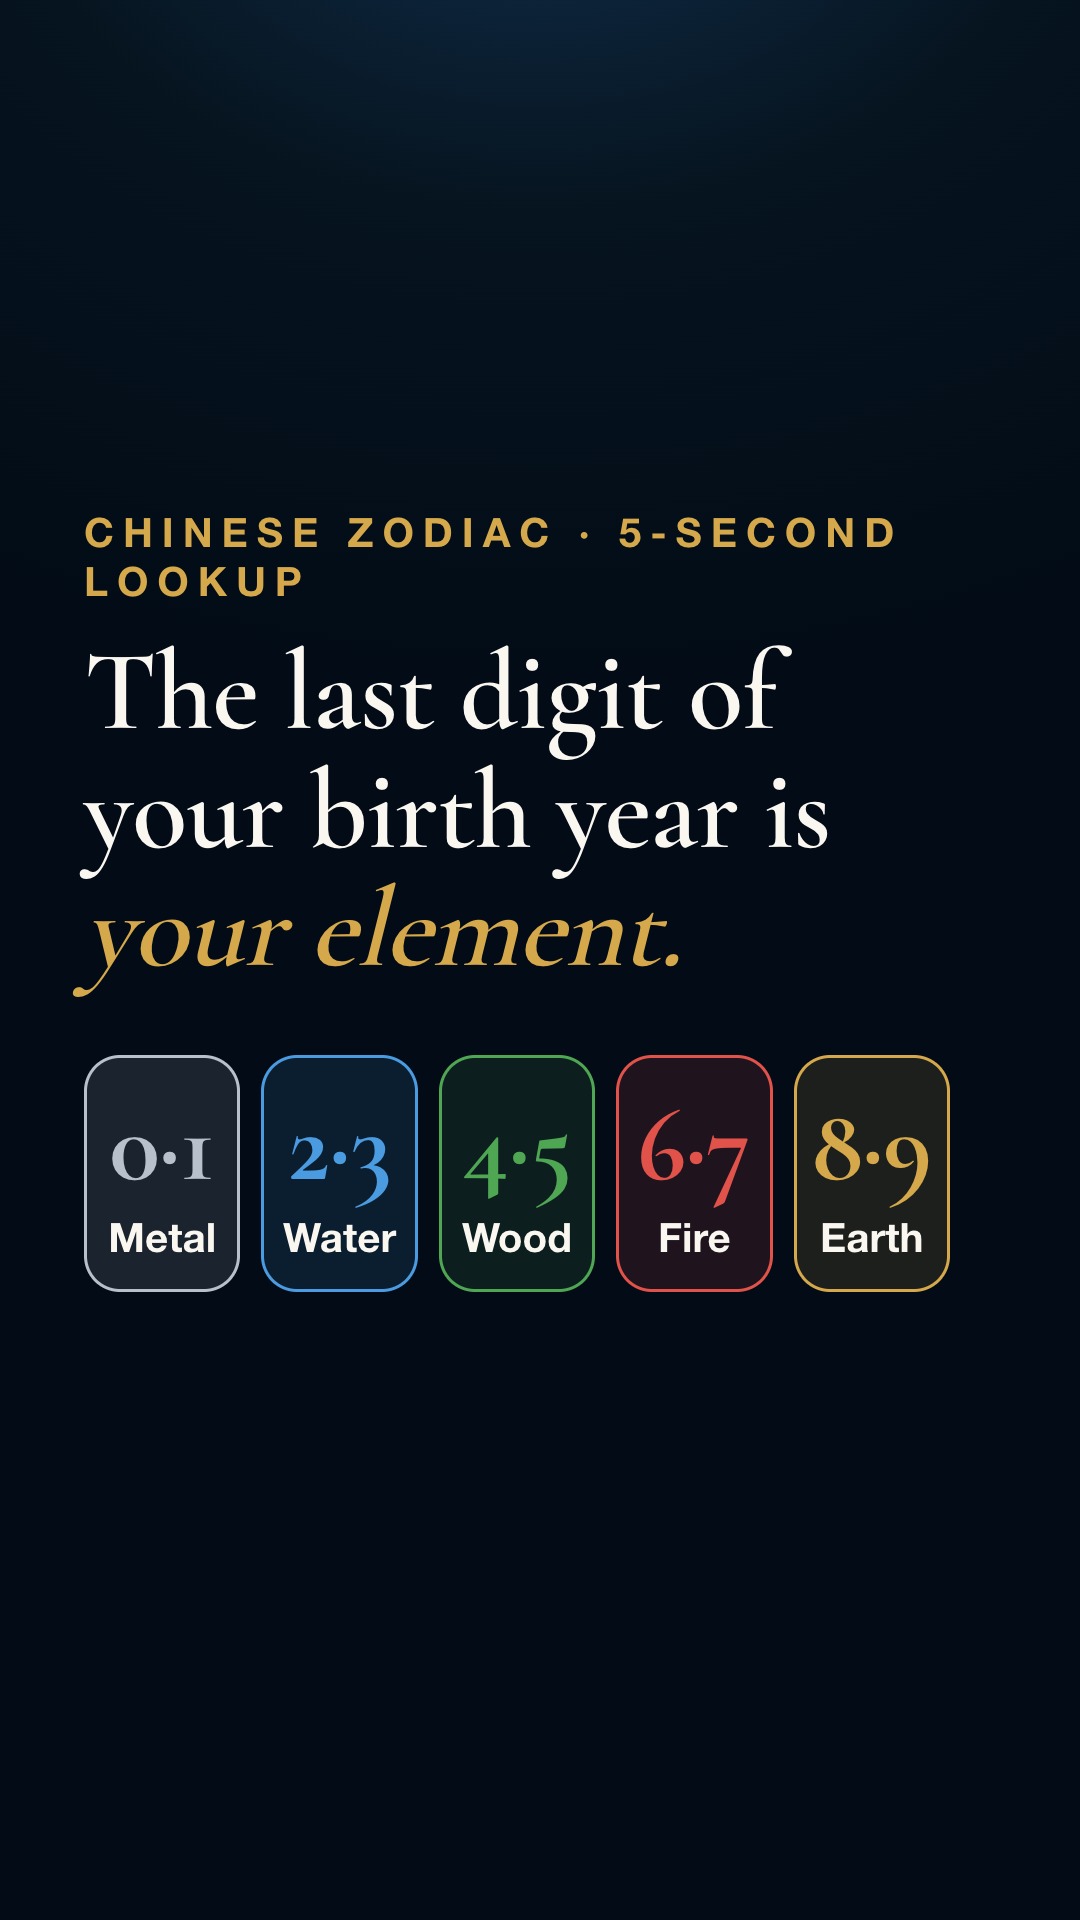 CHINESE ZODIAC · 5-SECOND
LOOKUP
The last digit of
your birth year is
your element.
0·1
Metal
2·3
Water
4·5
Wood
6·7
Fire
8·9
Earth